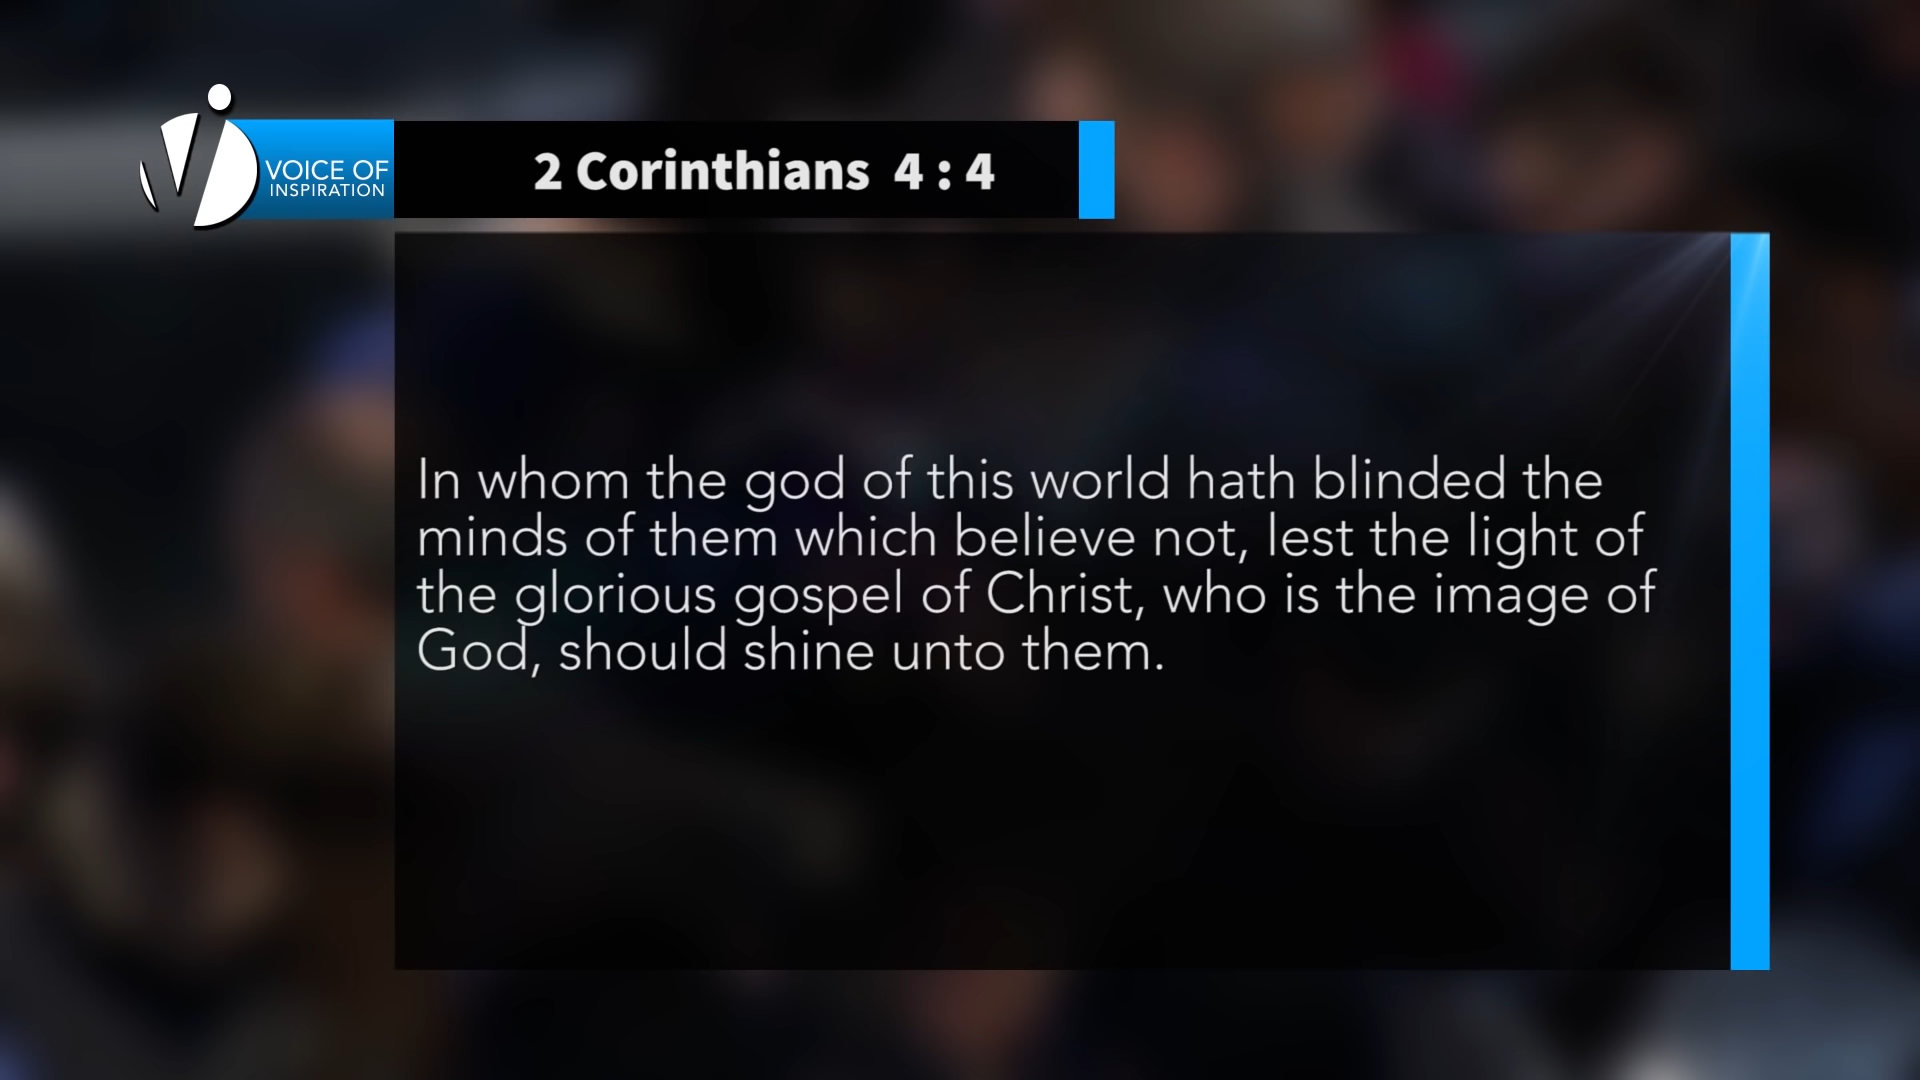 VOICE OF
INSPIRATION
2 Corinthians 4 : 4
In whom the god of this world hath blinded the
minds of them which believe not, lest the light of
the glorious gospel of Christ, who is the image of
God, should shine unto them.